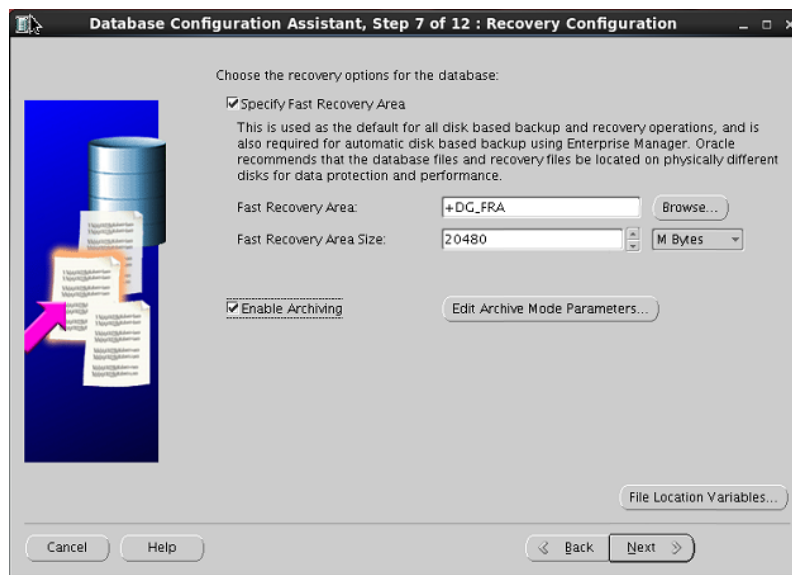 Database Configuration Assistant, Step 7 of 12 : Recovery Configuration
Choose the recovery options for the database:
Specify Fast Recovery Area
This is used as the default for all disk based backup and recovery operations, and is
also required for automatic disk based backup using Enterprise Manager. Oracle
recommends that the database files and recovery files be located on physically different
disks for data protection and performance.
Fast Recovery Area: +DG_FRA Browse...
Fast Recovery Area Size: 20480 M Bytes
Enable Archiving Edit Archive Mode Parameters...
File Location Variables...
Cancel Help Back Next